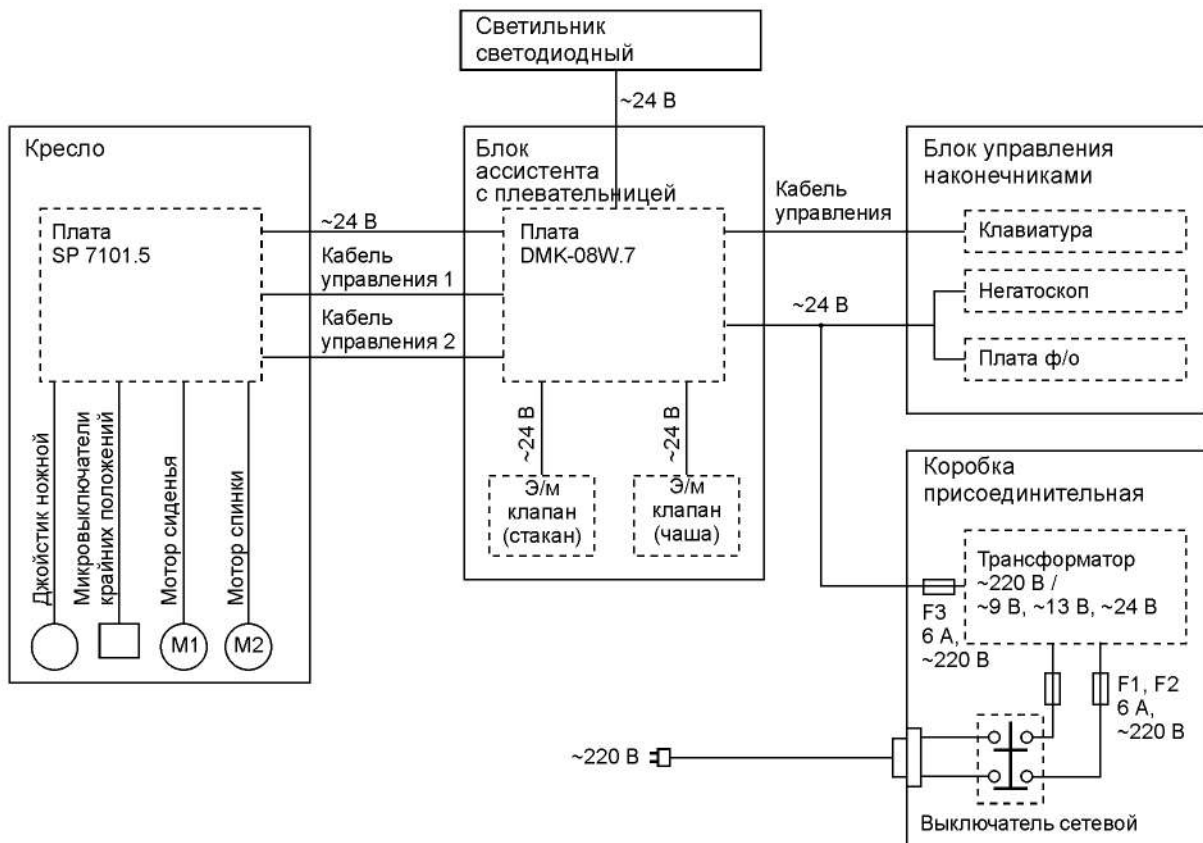 Светильник
светодиодный
~24 В
Кресло
Плата
SP 7101.5
~24 В
Кабель
управления 1
Кабель
управления 2
Джойстик ножной
Микровыключатели
крайних положений
Мотор сиденья
Мотор спинки
М1
М2
Блок
ассистента
с плевательницей
Плата
DMK-08W.7
~24 В
~24 В
Э/м
клапан
(стакан)
Э/м
клапан
(чаша)
Кабель
управления
~24 В
Блок управления
наконечниками
Клавиатура
Негатоскоп
Плата ф/о
Коробка
присоединительная
Трансформатор
~220 В /
~9 В, ~13 В, ~24 В
F3
6 А,
~220 В
F1, F2
6 А,
~220 В
~220 В
Выключатель сетевой